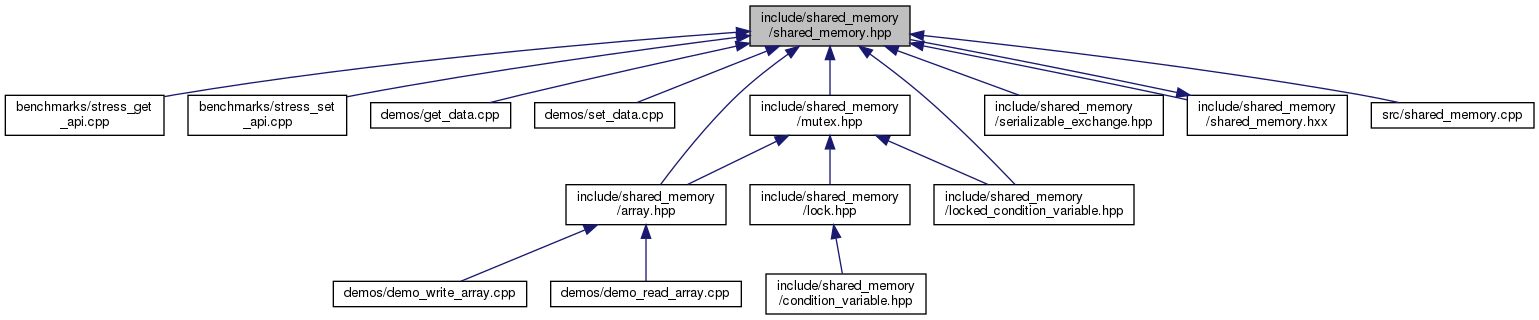 include/shared_memory
/shared_memory.hpp
benchmarks/stress_get
_api.cpp
benchmarks/stress_set
_api.cpp
demos/get_data.cpp
demos/set_data.cpp
include/shared_memory
/mutex.hpp
include/shared_memory
/serializable_exchange.hpp
include/shared_memory
/shared_memory.hxx
src/shared_memory.cpp
include/shared_memory
/array.hpp
include/shared_memory
/lock.hpp
include/shared_memory
/locked_condition_variable.hpp
demos/demo_write_array.cpp
demos/demo_read_array.cpp
include/shared_memory
/condition_variable.hpp